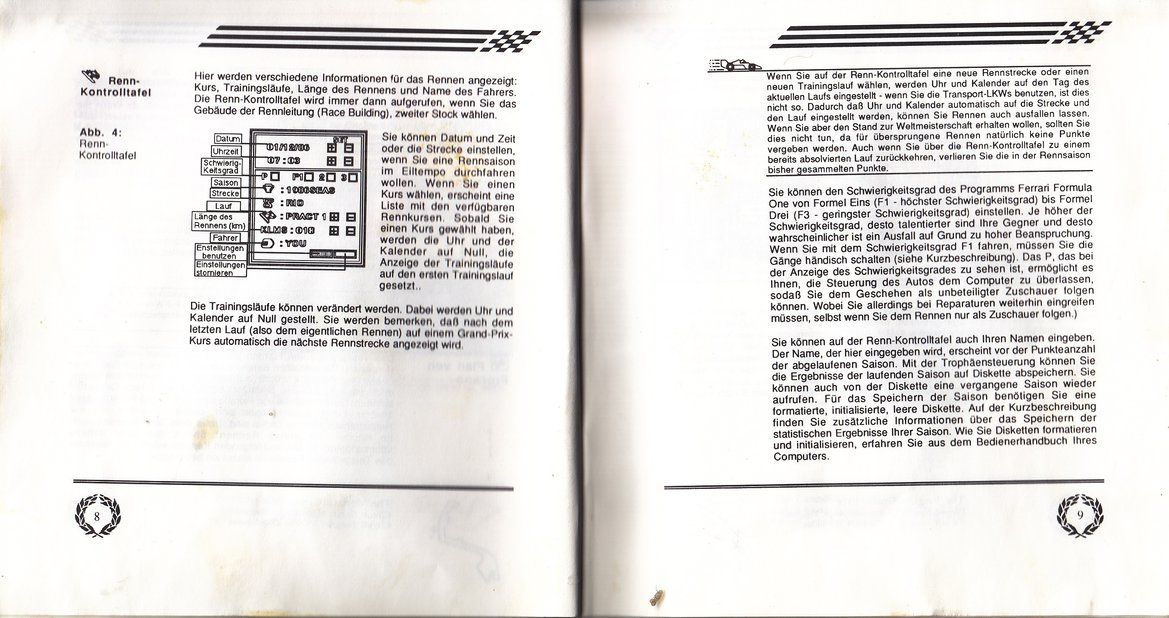 Renn-
Kontrolltafel
Hier werden verschiedene Informationen für das Rennen angezeigt:
Kurs, Trainingsläufe, Länge des Rennens und Name des Fahrers.
Die Renn-Kontrolltafel wird immer dann aufgerufen, wenn Sie das
Gebäude der Rennleitung (Race Building), zweiter Stock wählen.
Abb. 4:
Renn-
Kontrolltafel
Datum
Uhrzeit
Schwierig-
Keitsgrad
Saison
Strecke
Lauf
Länge des
Rennens (km)
Fahrer
Einstellungen
benutzen
Einstellungen
stornieren
SET
01/12/86
07:03
P F1 2 3
: 1986SEAS
: RIO
: PRACT 1
KLMS : 010
: YOU
Sie können Datum und Zeit
oder die Strecke einstellen,
wenn Sie eine Rennsaison
im Eiltempo durchfahren
wollen. Wenn Sie einen
Kurs wählen, erscheint eine
Liste mit den verfügbaren
Rennkursen. Sobald Sie
einen Kurs gewählt haben,
werden die Uhr und der
Kalender auf Null, die
Anzeige der Trainingsläufe
auf den ersten Trainingslauf
gesetzt..
Die Trainingsläufe können verändert werden. Dabei werden Uhr und
Kalender auf Null gestellt. Sie werden bemerken, daß nach dem
letzten Lauf (also dem eigentlichen Rennen) auf einem Grand-Prix-
Kurs automatisch die nächste Rennstrecke angezeigt wird.
8
Wenn Sie auf der Renn-Kontrolltafel eine neue Rennstrecke oder einen
neuen Trainingslauf wählen, werden Uhr und Kalender auf den Tag des
aktuellen Laufs eingestellt - wenn Sie die Transport-LKWs benutzen, ist dies
nicht so. Dadurch daß Uhr und Kalender automatisch auf die Strecke und
den Lauf eingestellt werden, können Sie Rennen auch ausfallen lassen.
Wenn Sie aber den Stand zur Weltmeisterschaft erhalten wollen, sollten Sie
dies nicht tun, da für übersprungene Rennen natürlich keine Punkte
vergeben werden. Auch wenn Sie über die Renn-Kontrolltafel zu einem
bereits absolvierten Lauf zurückkehren, verlieren Sie die in der Rennsaison
bisher gesammelten Punkte.
Sie können den Schwierigkeitsgrad des Programms Ferrari Formula
One von Formel Eins (F1 - höchster Schwierigkeitsgrad) bis Formel
Drei (F3 - geringster Schwierigkeitsgrad) einstellen. Je höher der
Schwierigkeitsgrad, desto talentierter sind Ihre Gegner und desto
wahrscheinlicher ist ein Ausfall auf Grund zu hoher Beanspruchung.
Wenn Sie mit dem Schwierigkeitsgrad F1 fahren, müssen Sie die
Gänge händisch schalten (siehe Kurzbeschreibung). Das P, das bei
der Anzeige des Schwierigkeitsgrades zu sehen ist, ermöglicht es
Ihnen, die Steuerung des Autos dem Computer zu überlassen,
sodaß Sie dem Geschehen als unbeteiligter Zuschauer folgen
können. Wobei Sie allerdings bei Reparaturen weiterhin eingreifen
müssen, selbst wenn Sie dem Rennen nur als Zuschauer folgen.)
Sie können auf der Renn-Kontrolltafel auch Ihren Namen eingeben.
Der Name, der hier eingegeben wird, erscheint vor der Punkteanzahl
der abgelaufenen Saison. Mit der Trophäensteuerung können Sie
die Ergebnisse der laufenden Saison auf Diskette abspeichern. Sie
können auch von der Diskette eine vergangene Saison wieder
aufrufen. Für das Speichern der Saison benötigen Sie eine
formatierte, initialisierte, leere Diskette. Auf der Kurzbeschreibung
finden Sie zusätzliche Informationen über das Speichern der
statistischen Ergebnisse Ihrer Saison. Wie Sie Disketten formatieren
und initialisieren, erfahren Sie aus dem Bedienerhandbuch Ihres
Computers.
9